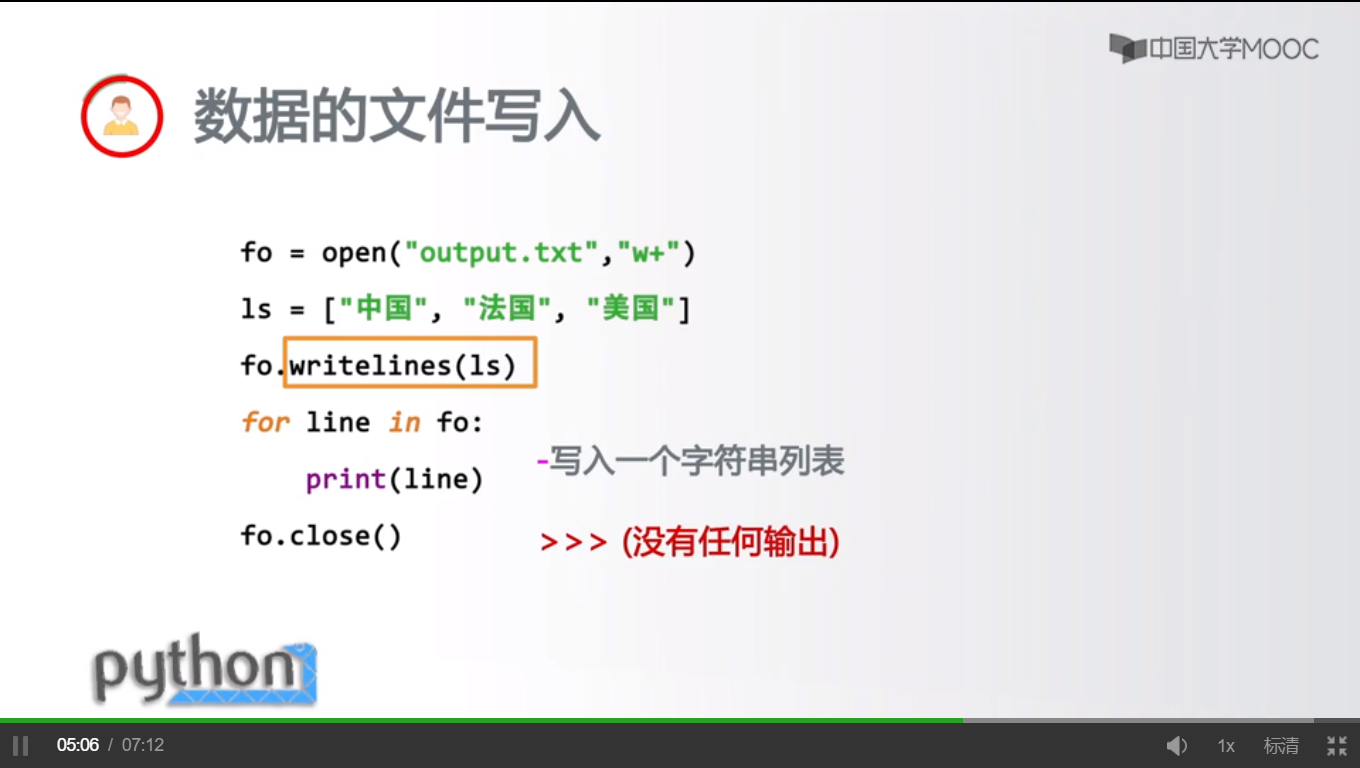 中国大学MOOC
数据的文件写入
fo = open("output.txt","w+")
ls = ["中国", "法国", "美国"]
fo.writelines(ls)
for line in fo:
    print(line)
fo.close()
-写入一个字符串列表
>>> (没有任何输出)
python
05:06 / 07:12
1x
标清